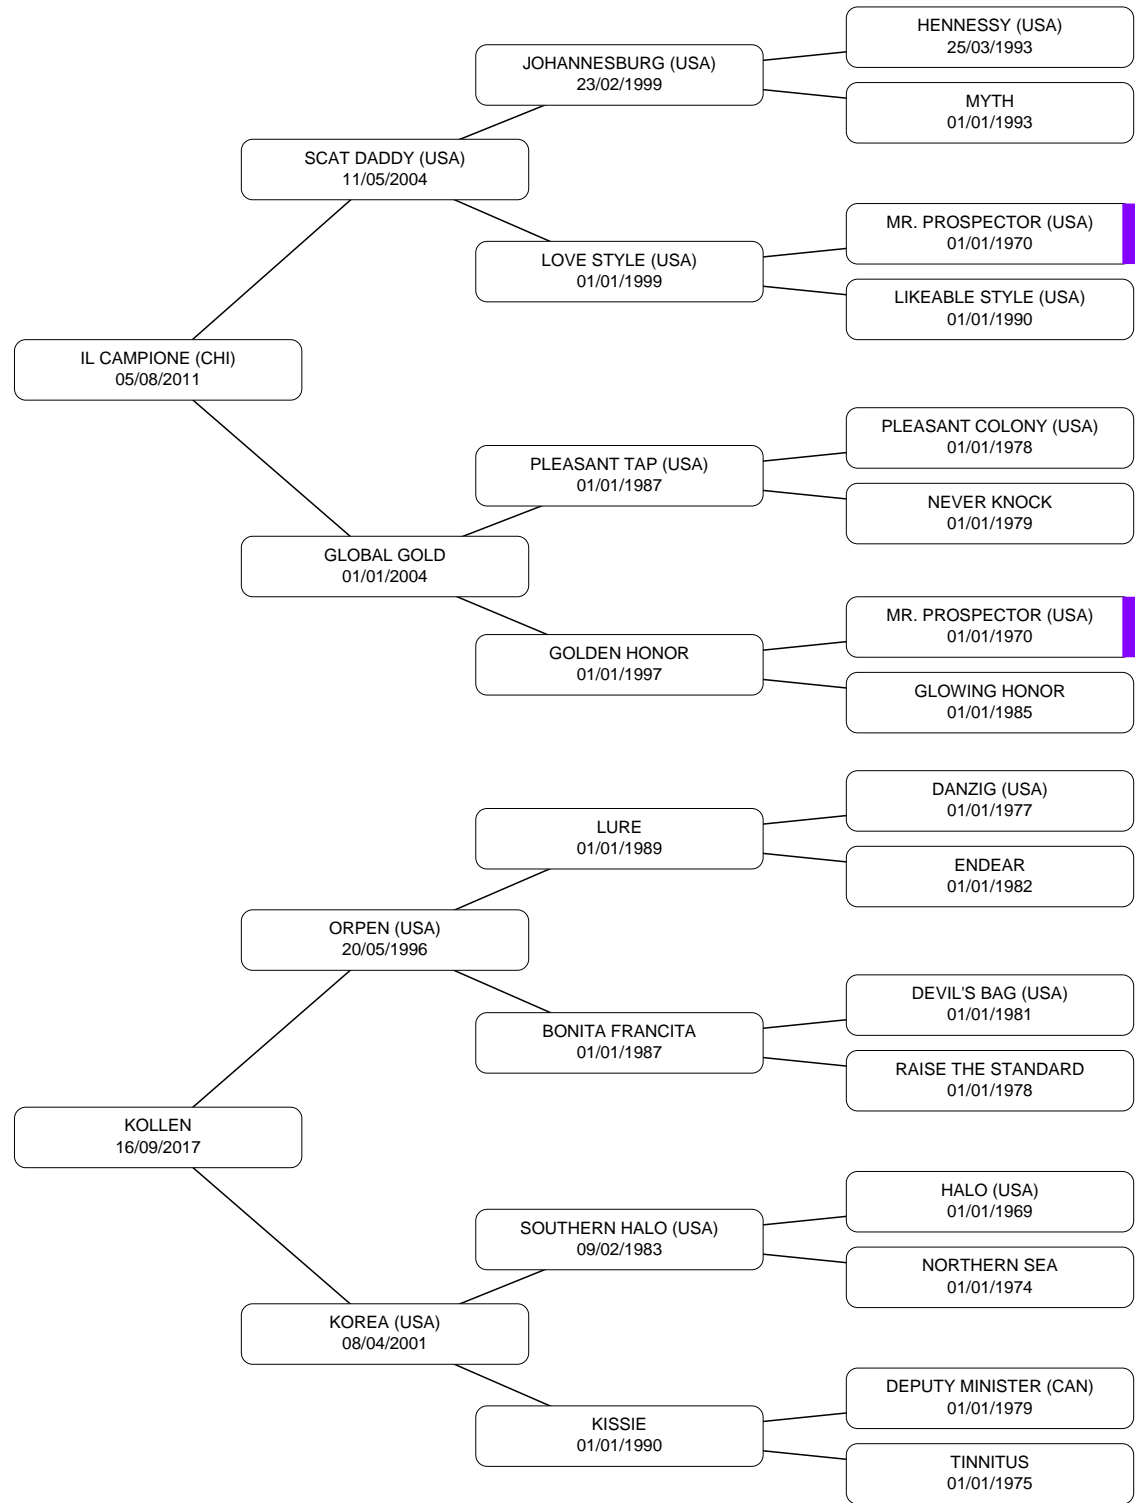 HENNESSY (USA)
25/03/1993
JOHANNESBURG (USA)
23/02/1999
MYTH
01/01/1993
SCAT DADDY (USA)
11/05/2004
MR. PROSPECTOR (USA)
01/01/1970
LOVE STYLE (USA)
01/01/1999
LIKEABLE STYLE (USA)
01/01/1990
IL CAMPIONE (CHI)
05/08/2011
PLEASANT COLONY (USA)
01/01/1978
PLEASANT TAP (USA)
01/01/1987
NEVER KNOCK
01/01/1979
GLOBAL GOLD
01/01/2004
MR. PROSPECTOR (USA)
01/01/1970
GOLDEN HONOR
01/01/1997
GLOWING HONOR
01/01/1985
DANZIG (USA)
01/01/1977
LURE
01/01/1989
ENDEAR
01/01/1982
ORPEN (USA)
20/05/1996
DEVIL'S BAG (USA)
01/01/1981
BONITA FRANCITA
01/01/1987
RAISE THE STANDARD
01/01/1978
KOLLEN
16/09/2017
HALO (USA)
01/01/1969
SOUTHERN HALO (USA)
09/02/1983
NORTHERN SEA
01/01/1974
KOREA (USA)
08/04/2001
DEPUTY MINISTER (CAN)
01/01/1979
KISSIE
01/01/1990
TINNITUS
01/01/1975